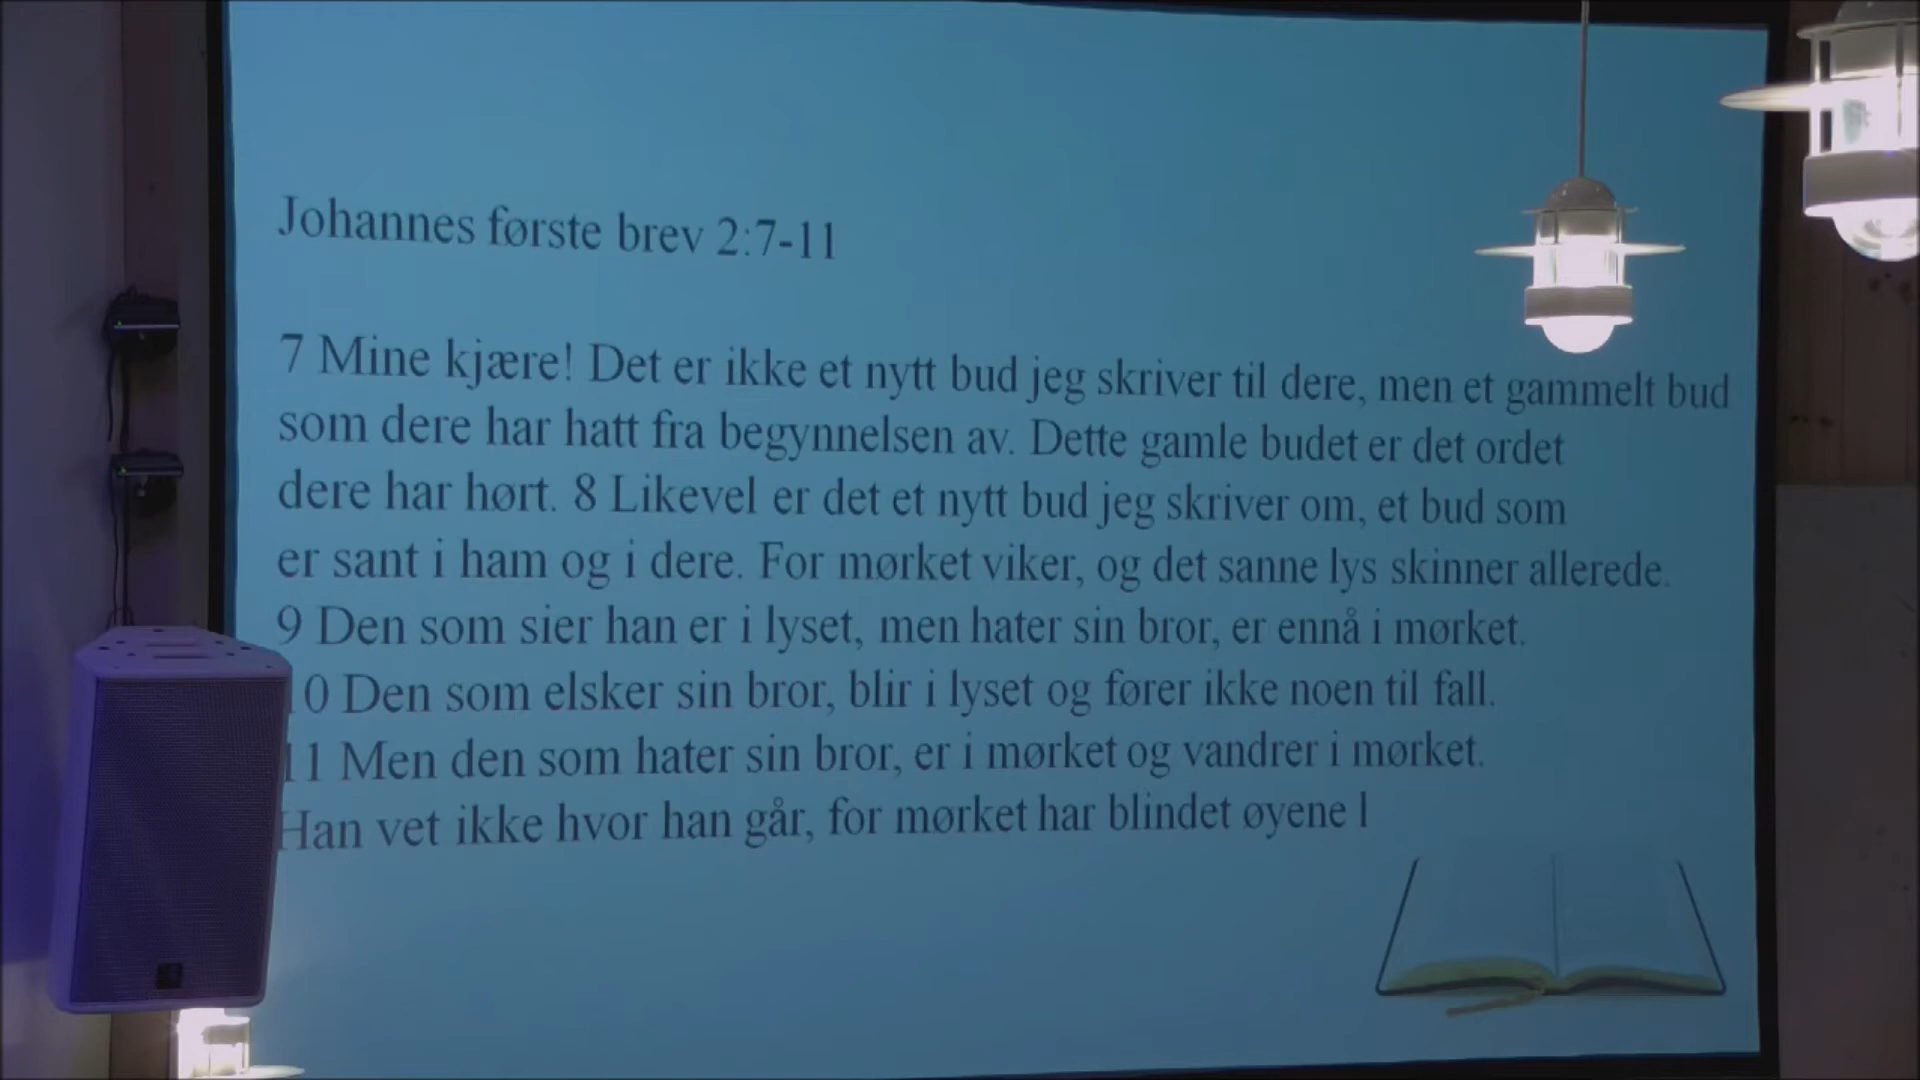 Johannes første brev 2:7-11
7 Mine kjære! Det er ikke et nytt bud jeg skriver til dere, men et gammelt bud
som dere har hatt fra begynnelsen av. Dette gamle budet er det ordet
dere har hørt. 8 Likevel er det et nytt bud jeg skriver om, et bud som
er sant i ham og i dere. For mørket viker, og det sanne lys skinner allerede.
9 Den som sier han er i lyset, men hater sin bror, er ennå i mørket.
10 Den som elsker sin bror, blir i lyset og fører ikke noen til fall.
11 Men den som hater sin bror, er i mørket og vandrer i mørket.
Han vet ikke hvor han går, for mørket har blindet øyene l